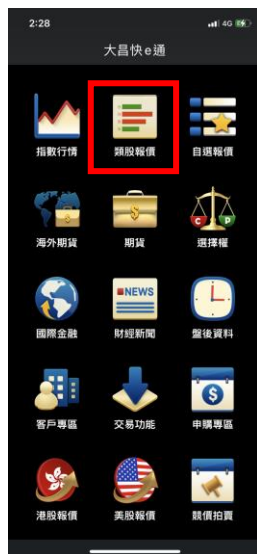 2:28
4G
大昌快e通
指數行情
類股報價
自選報價
海外期貨
期貨
選擇權
$
C P
國際金融
NEWS
財經新聞
盤後資料
$
客戶專區
交易功能
申購專區
港股報價
美股報價
競價拍賣